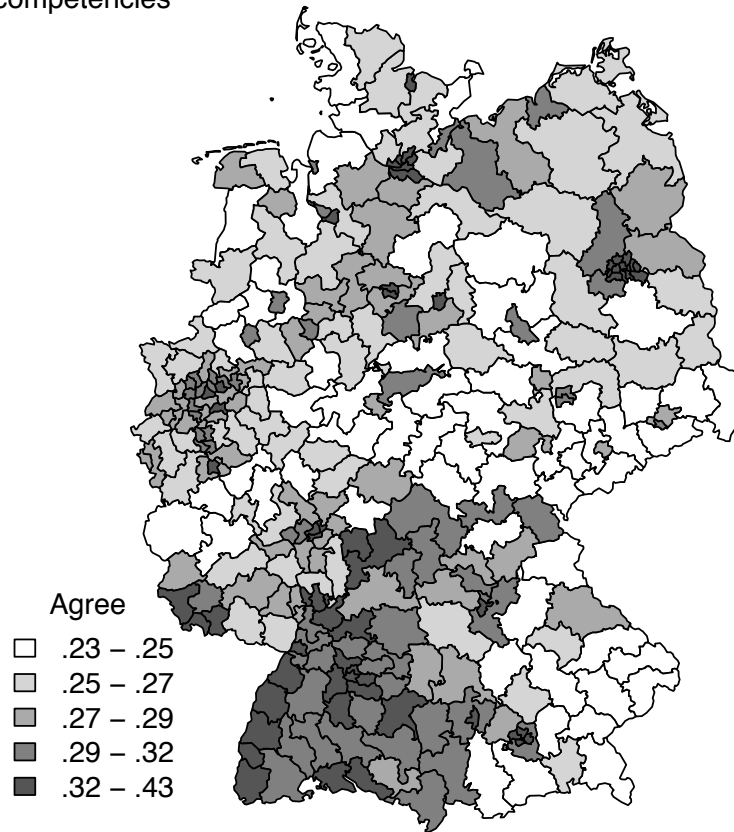 competencies
Agree
.23 – .25
.25 – .27
.27 – .29
.29 – .32
.32 – .43